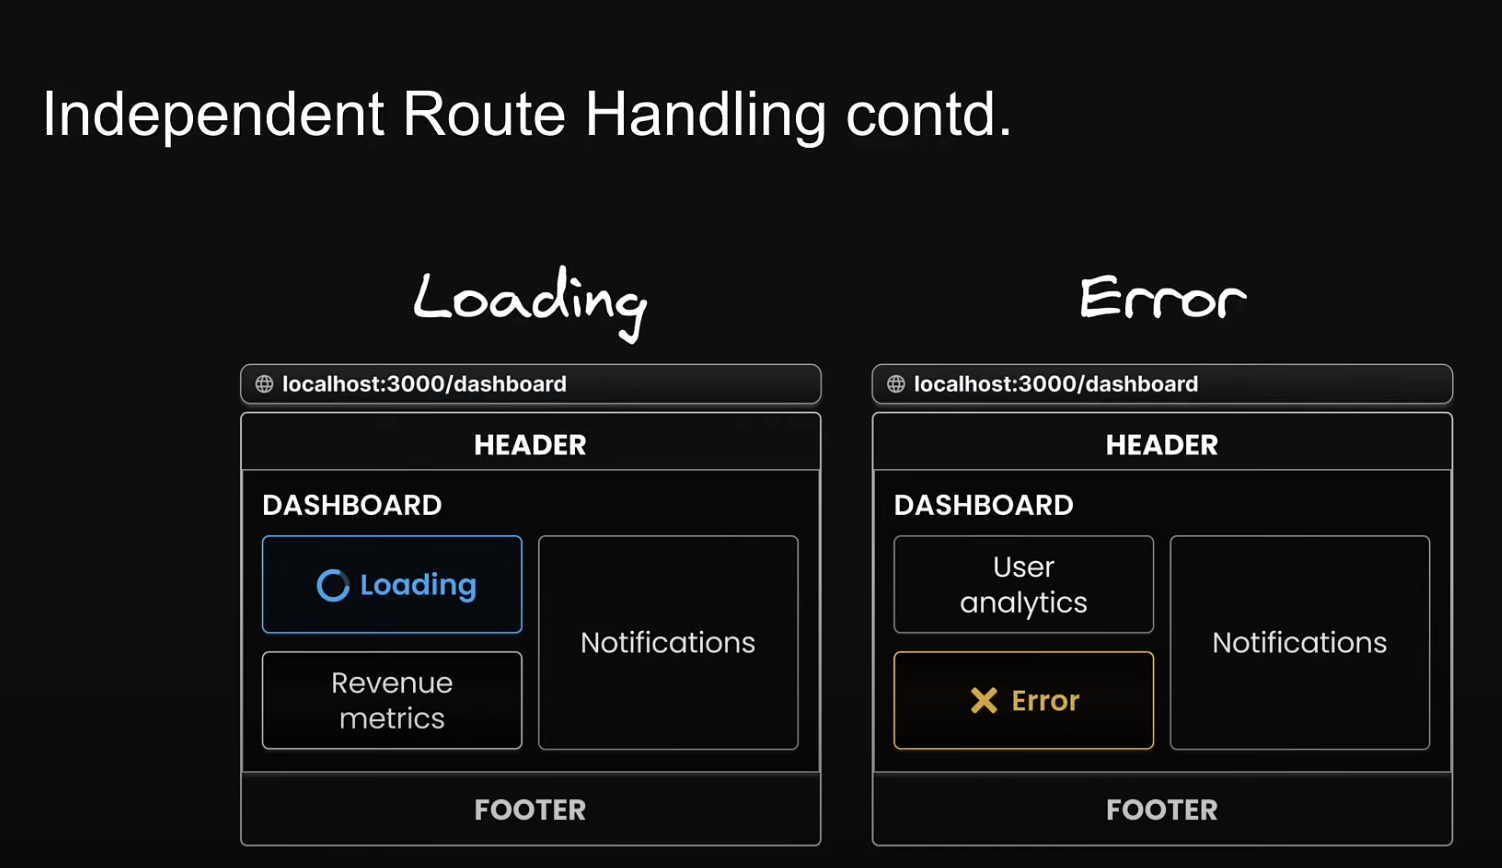 Independent Route Handling contd.
Loading
localhost:3000/dashboard
HEADER
DASHBOARD
Loading
Revenue
metrics
Notifications
FOOTER
Error
localhost:3000/dashboard
HEADER
DASHBOARD
User
analytics
Error
Notifications
FOOTER